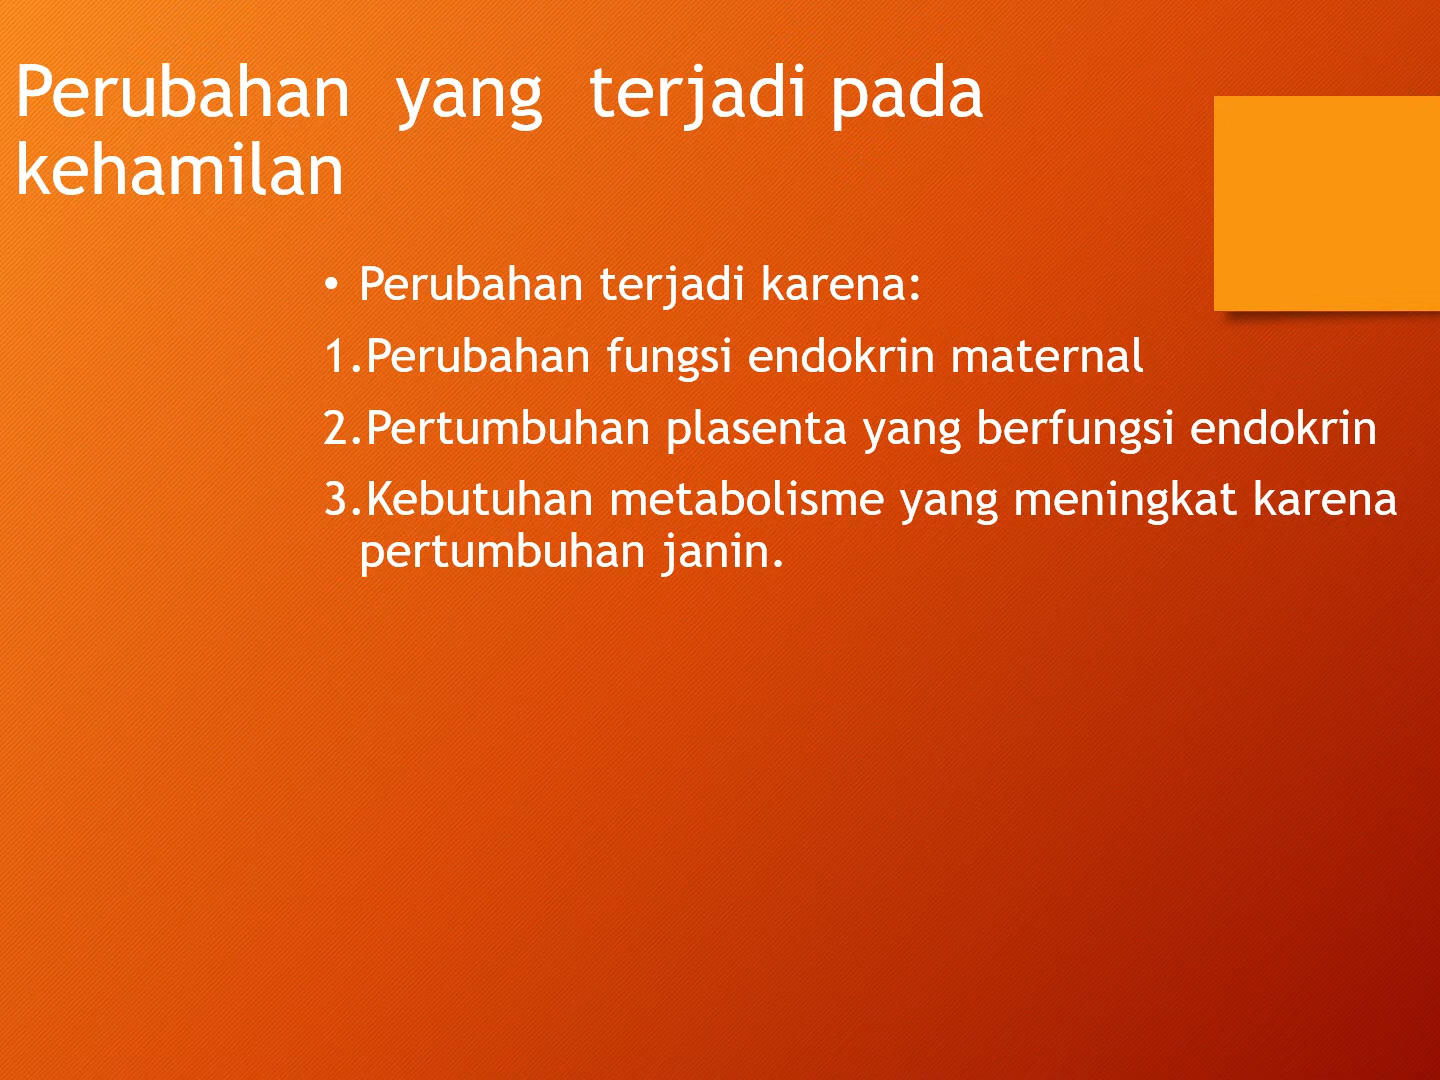 Perubahan  yang  terjadi pada
kehamilan
• Perubahan terjadi karena:
1.Perubahan fungsi endokrin maternal
2.Pertumbuhan plasenta yang berfungsi endokrin
3.Kebutuhan metabolisme yang meningkat karena
pertumbuhan janin.